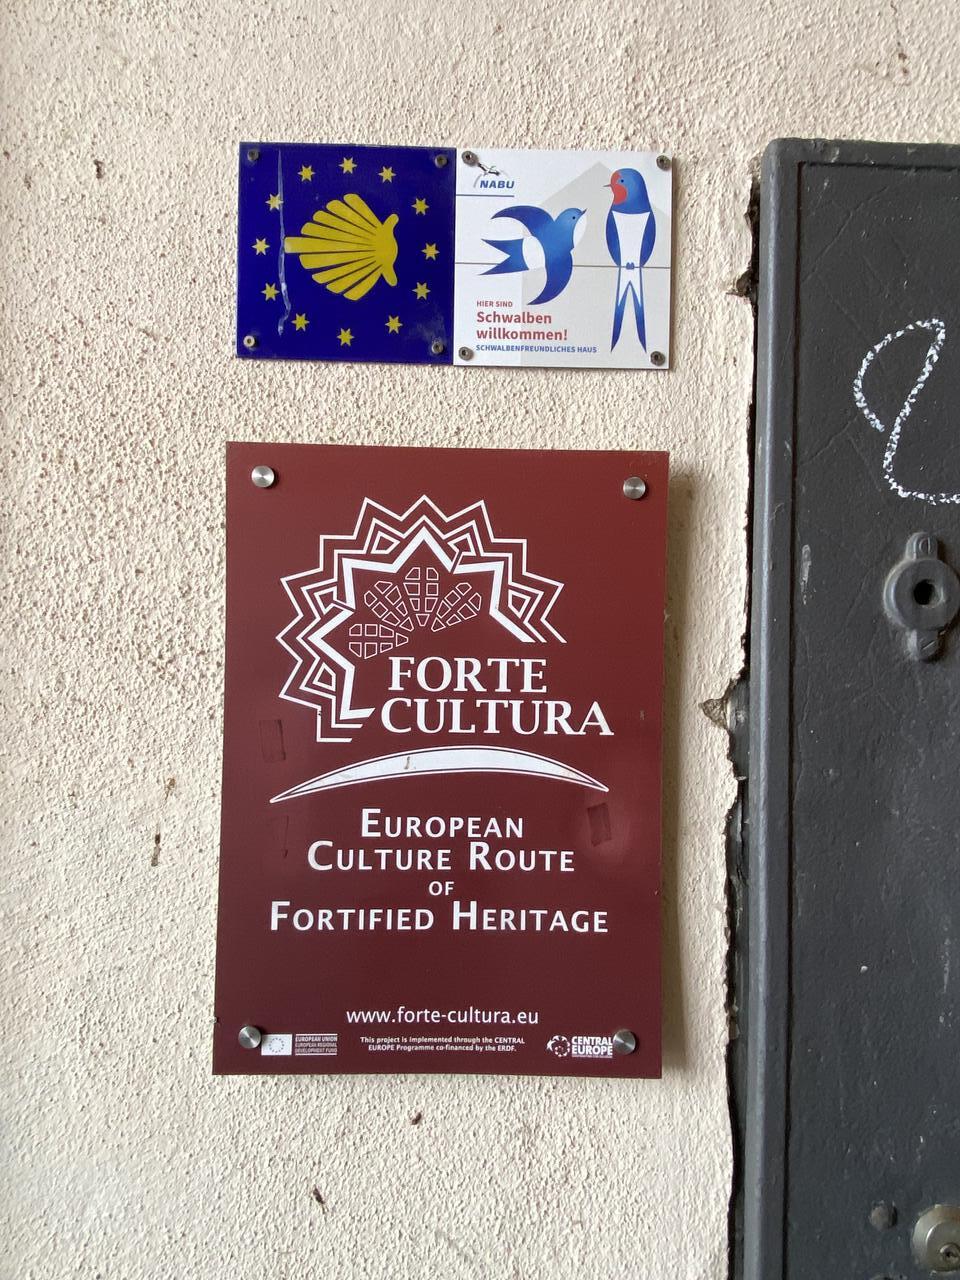 NABU
HIER SIND
Schwalben
willkommen!
SCHWALBENFREUNDLICHES HAUS
FORTE
CULTURA
EUROPEAN
CULTURE ROUTE
OF
FORTIFIED HERITAGE
www.forte-cultura.eu
EUROPEAN UNION
EUROPEAN REGIONAL
DEVELOPMENT FUND
This project is implemented through the CENTRAL
EUROPE Programme co-financed by the ERDF.
CENTRAL
EUROPE